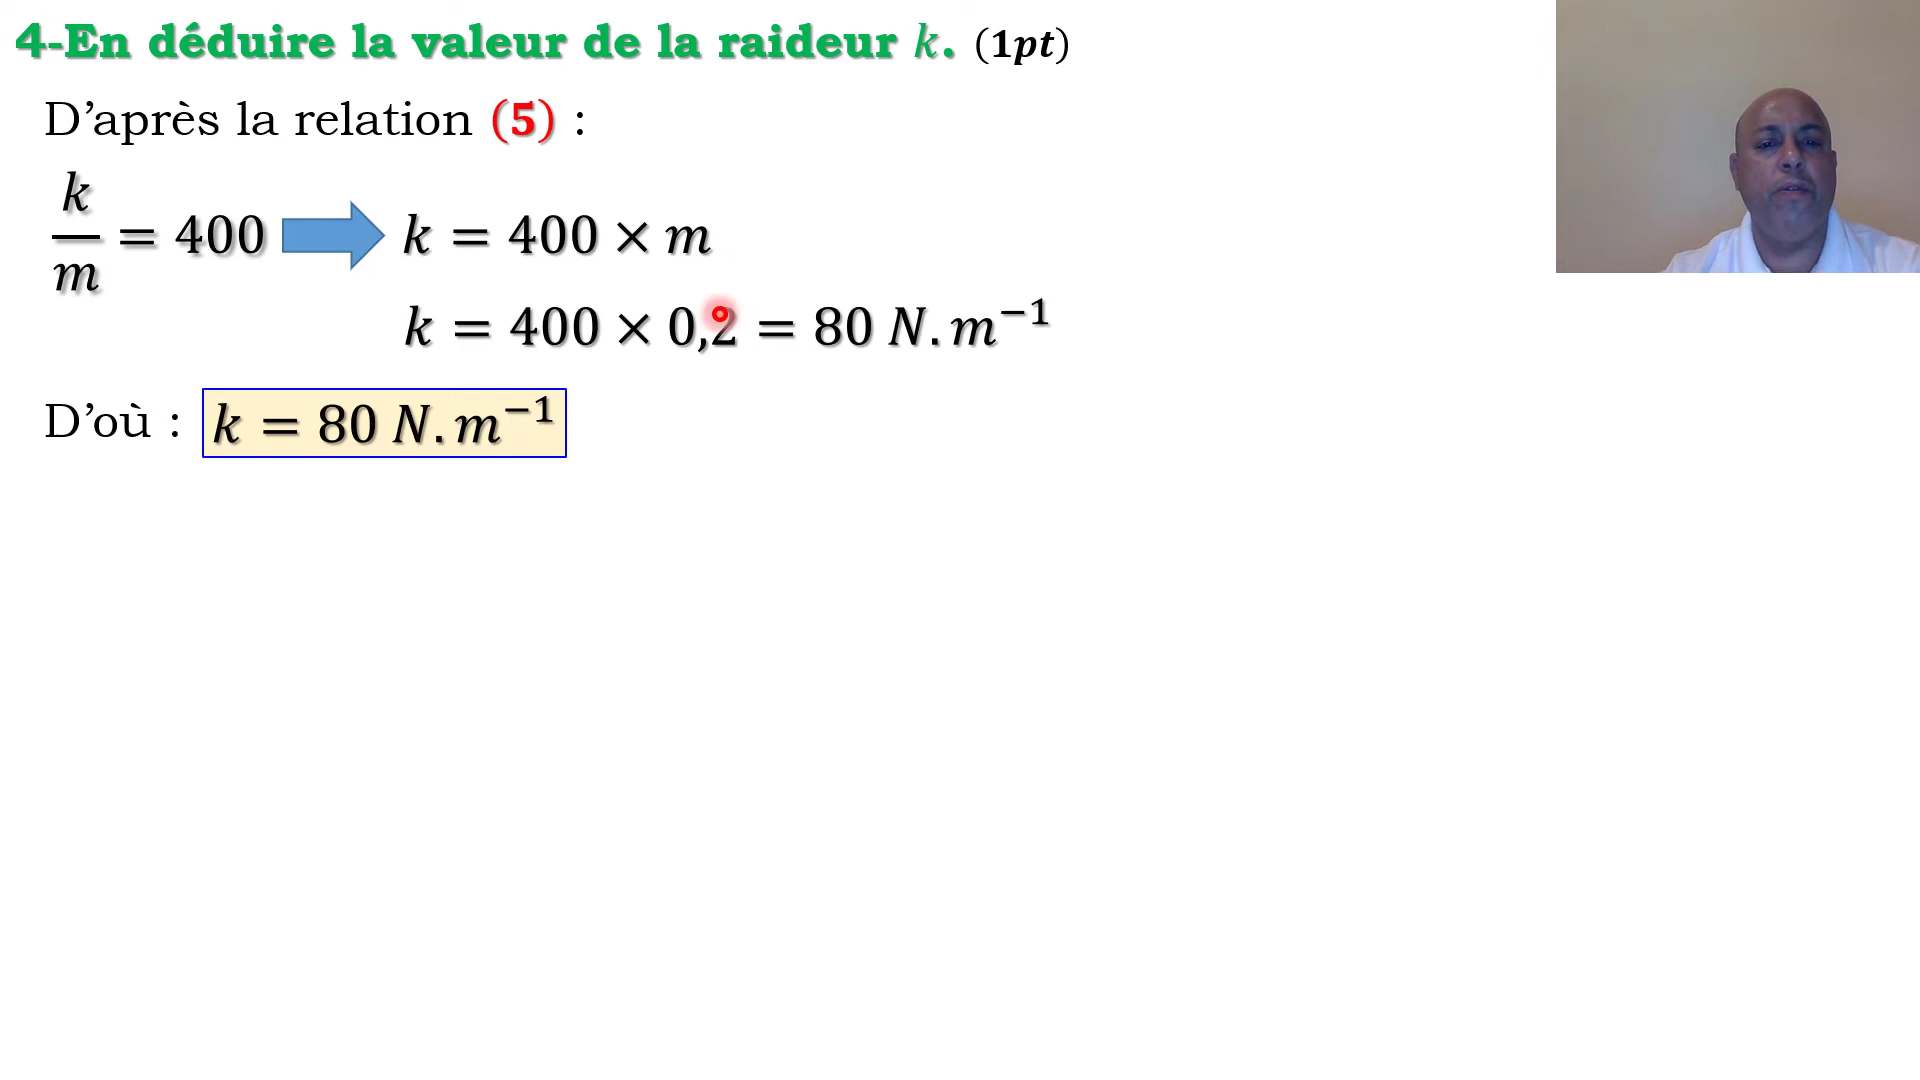 4-En déduire la valeur de la raideur k. (1pt)
D’après la relation (5) :
k/m = 400 k = 400 × m
k = 400 × 0,2 = 80 N.m⁻¹
D’où : k = 80 N.m⁻¹